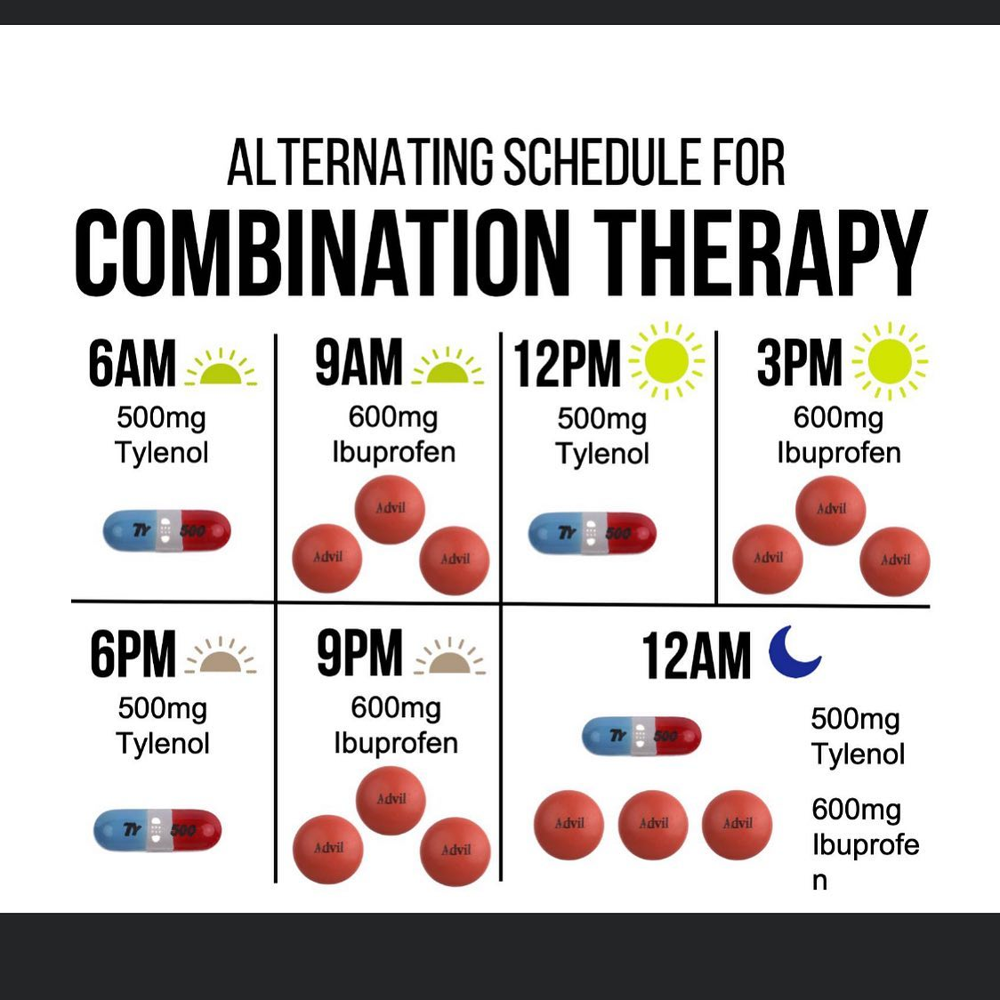 ALTERNATING SCHEDULE FOR
COMBINATION THERAPY
6AM
500mg
Tylenol
TY 500
9AM
600mg
Ibuprofen
Advil
Advil
Advil
12PM
500mg
Tylenol
TY 500
3PM
600mg
Ibuprofen
Advil
Advil
Advil
6PM
500mg
Tylenol
TY 500
9PM
600mg
Ibuprofen
Advil
Advil
Advil
12AM
TY 500
500mg
Tylenol
Advil Advil Advil
600mg
Ibuprofe
n